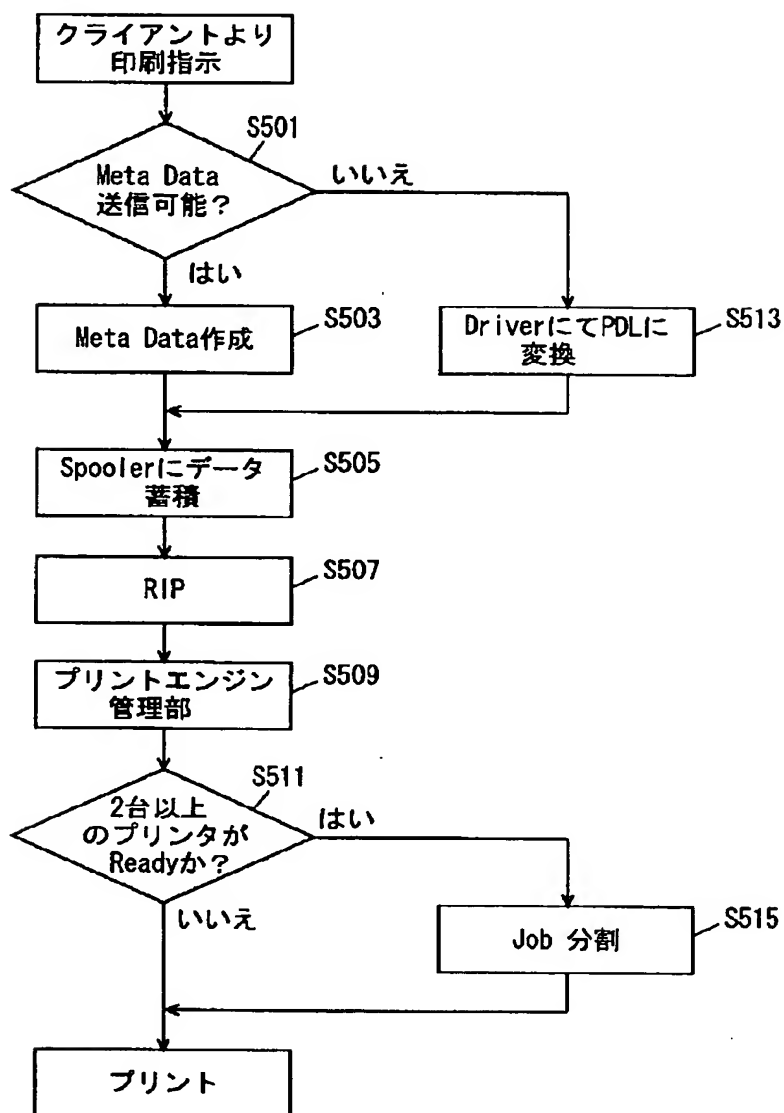 クライアントより
印刷指示
S501
Meta Data
送信可能？
いいえ
はい
S503
Meta Data作成
S513
DriverにてPDLに
変換
S505
Spoolerにデータ
蓄積
S507
RIP
S509
プリントエンジン
管理部
S511
2台以上
のプリンタが
Readyか？
はい
いいえ
S515
Job 分割
プリント